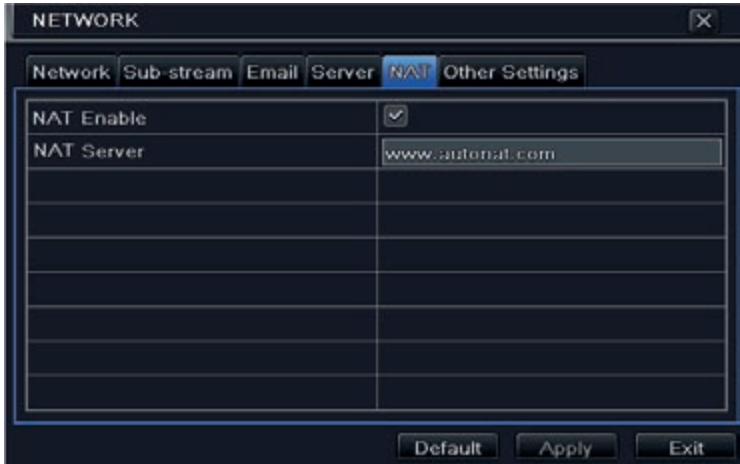 NETWORK
Network Sub-stream Email Server NAT Other Settings
NAT Enable
NAT Server www.autonat.com
Default Apply Exit